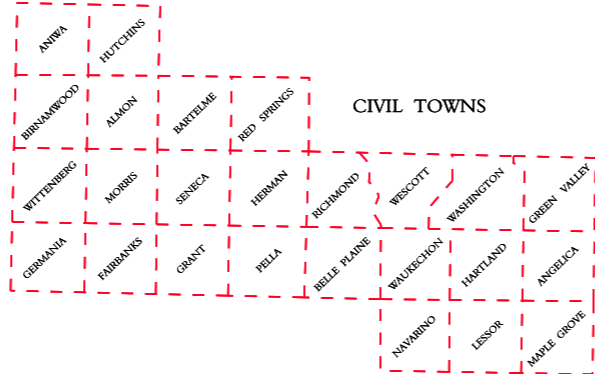 ANIWA
HUTCHINS
BIRNAMWOOD
ALMON
BARTELME
RED SPRINGS
CIVIL TOWNS
WITTENBERG
MORRIS
SENECA
HERMAN
RICHMOND
WESCOTT
WASHINGTON
GREEN VALLEY
GERMANIA
FAIRBANKS
GRANT
PELLA
BELLE PLAINE
WAUKECHON
HARTLAND
ANGELICA
NAVARINO
LESSOR
MAPLE GROVE